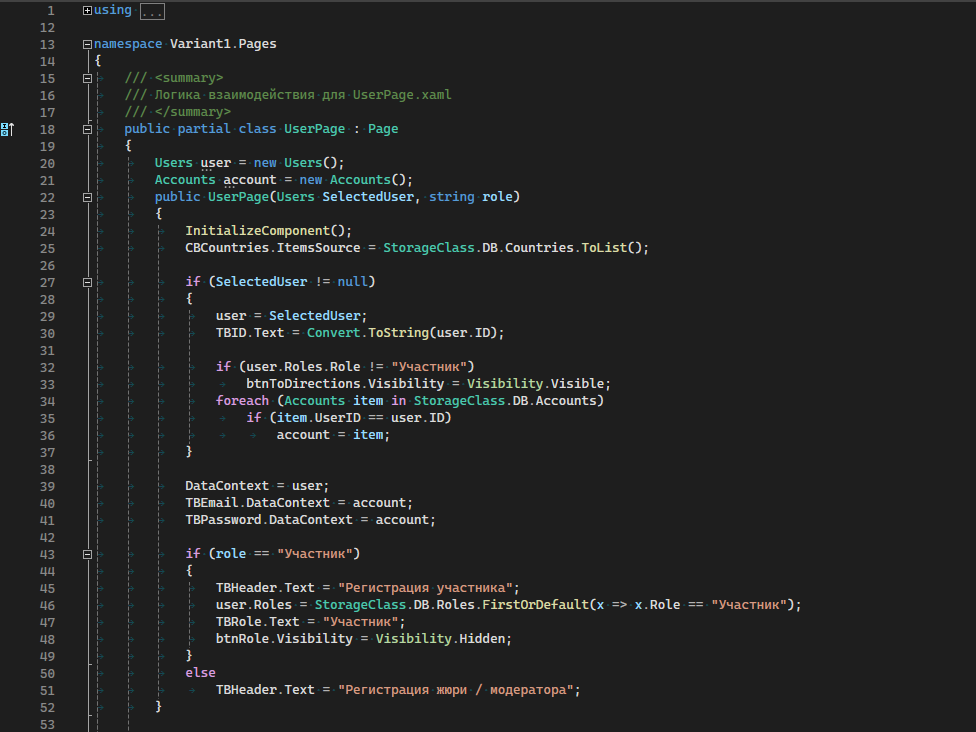 1 using ...
12
13 namespace Variant1.Pages
14 {
15 /// <summary>
16 /// Логика взаимодействия для UserPage.xaml
17 /// </summary>
18 public partial class UserPage : Page
19 {
20 Users user = new Users();
21 Accounts account = new Accounts();
22 public UserPage(Users SelectedUser, string role)
23 {
24 InitializeComponent();
25 CBCountries.ItemsSource = StorageClass.DB.Countries.ToList();
26
27 if (SelectedUser != null)
28 {
29 user = SelectedUser;
30 TBID.Text = Convert.ToString(user.ID);
31
32 if (user.Roles.Role != "Участник")
33 btnToDirections.Visibility = Visibility.Visible;
34 foreach (Accounts item in StorageClass.DB.Accounts)
35 if (item.UserID == user.ID)
36 account = item;
37 }
38
39 DataContext = user;
40 TBEmail.DataContext = account;
41 TBPassword.DataContext = account;
42
43 if (role == "Участник")
44 {
45 TBHeader.Text = "Регистрация участника";
46 user.Roles = StorageClass.DB.Roles.FirstOrDefault(x => x.Role == "Участник");
47 TBRole.Text = "Участник";
48 btnRole.Visibility = Visibility.Hidden;
49 }
50 else
51 TBHeader.Text = "Регистрация жюри / модератора";
52 }
53